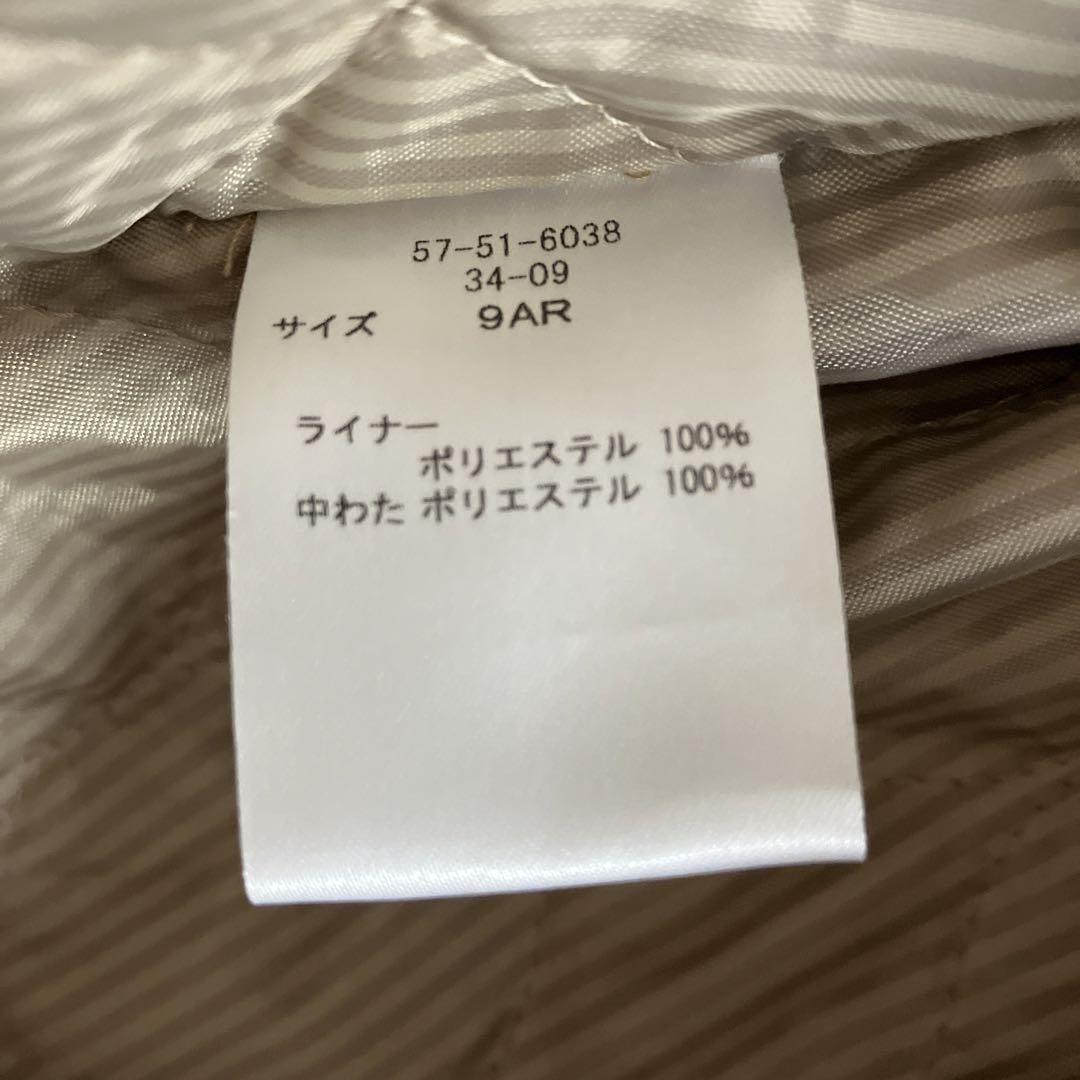 57-51-6038
34-09
サイズ 9AR
ライナー
ポリエステル 100%
中わた ポリエステル 100%